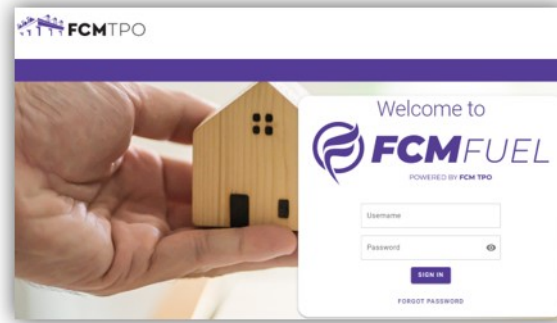 FCMTPO
Welcome to
FCMFUEL
POWERED BY FCM TPO
Username
Password
SIGN IN
FORGOT PASSWORD